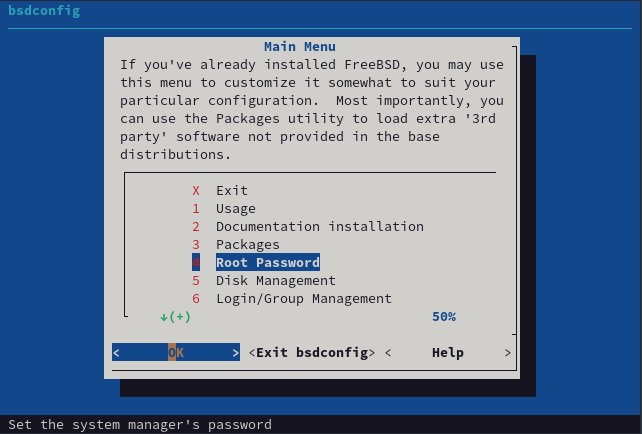 bsdconfig
Main Menu
If you've already installed FreeBSD, you may use
this menu to customize it somewhat to suit your
particular configuration.  Most importantly, you
can use the Packages utility to load extra '3rd
party' software not provided in the base
distributions.
X Exit
1 Usage
2 Documentation installation
3 Packages
4 Root Password
5 Disk Management
6 Login/Group Management
↓(+) 50%
< OK > <Exit bsdconfig> < Help >
Set the system manager's password